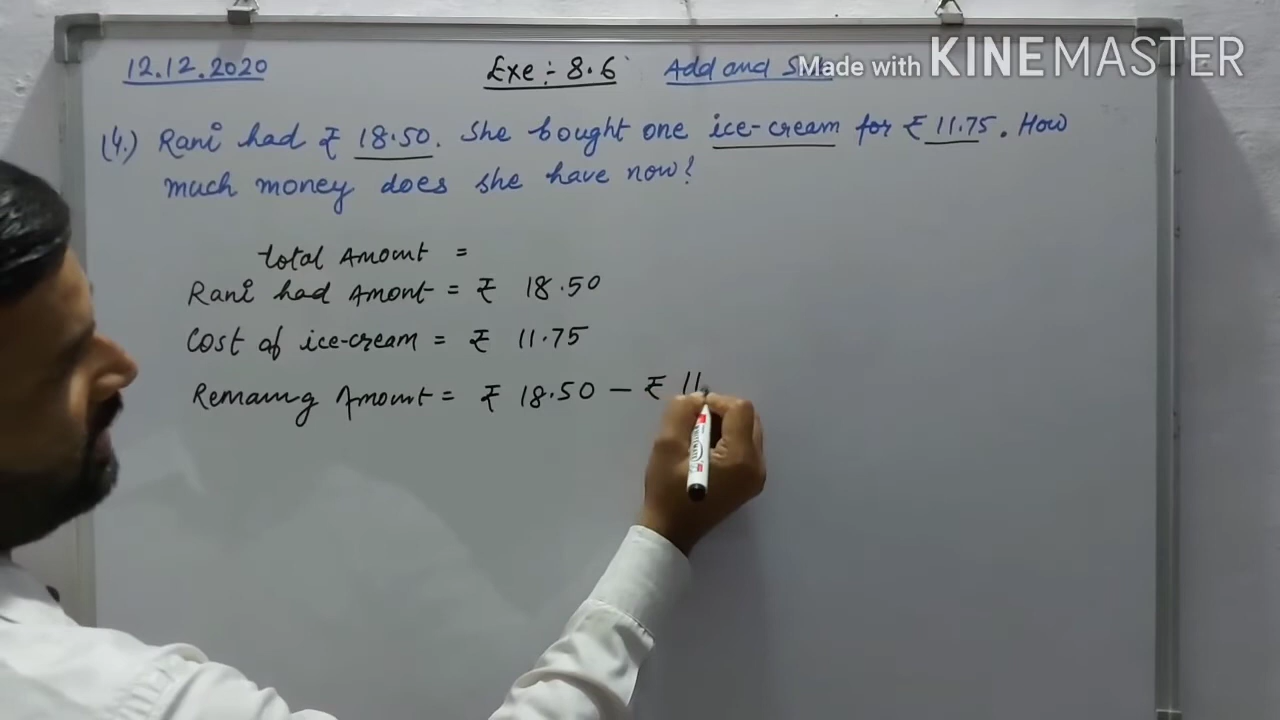 12.12.2020 Exe:- 8.6 Add and Made with KINEMASTER
(4.) Rani had ₹ 18.50. She bought one ice-cream for ₹ 11.75. How
much money does she have now?
total Amount =
Rani had Amont = ₹ 18.50
Cost of ice-cream = ₹ 11.75
Remaing Amount = ₹ 18.50 - ₹ 11.